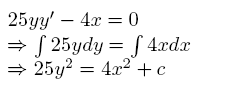 25yy′ − 4x = 0
⇒ ∫ 25ydy = ∫ 4xdx
⇒ 25y² = 4x² + c